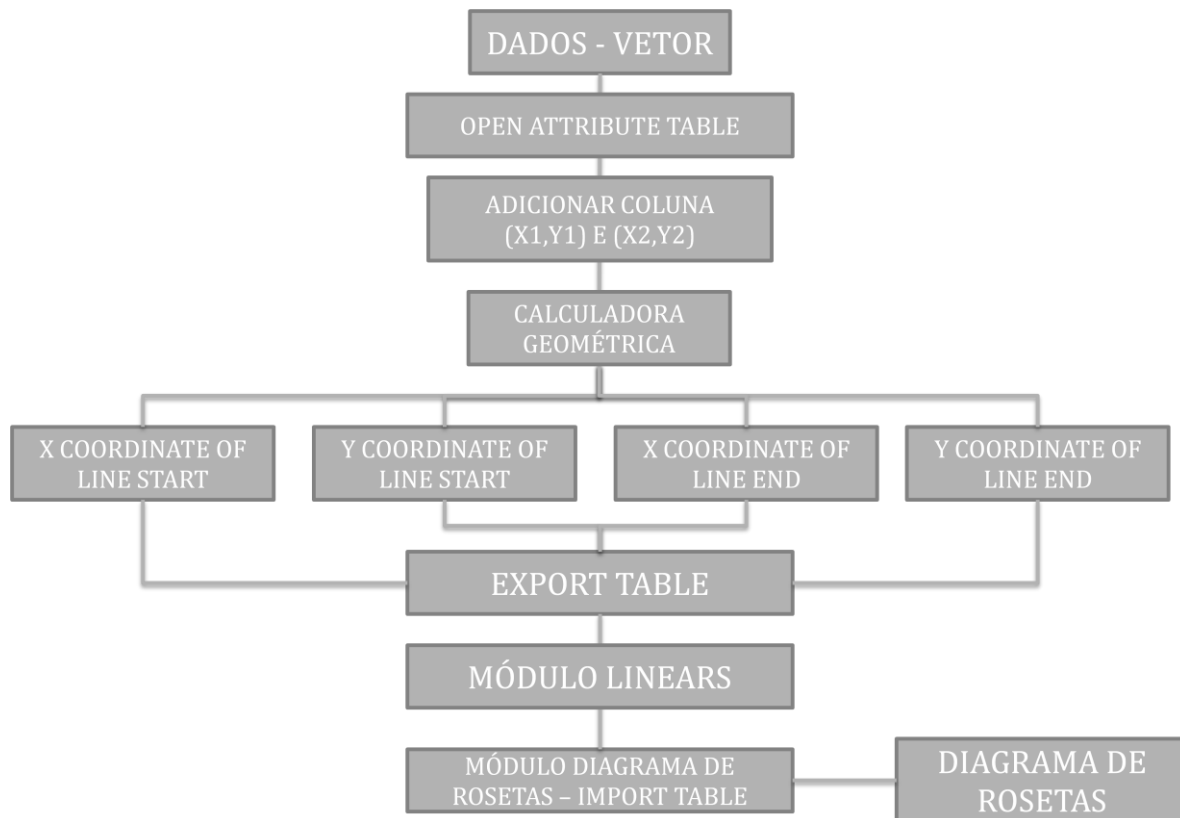 DADOS - VETOR
OPEN ATTRIBUTE TABLE
ADICIONAR COLUNA
(X1,Y1) E (X2,Y2)
CALCULADORA
GEOMÉTRICA
X COORDINATE OF
LINE START
Y COORDINATE OF
LINE START
X COORDINATE OF
LINE END
Y COORDINATE OF
LINE END
EXPORT TABLE
MÓDULO LINEARS
MÓDULO DIAGRAMA DE
ROSETAS – IMPORT TABLE
DIAGRAMA DE
ROSETAS